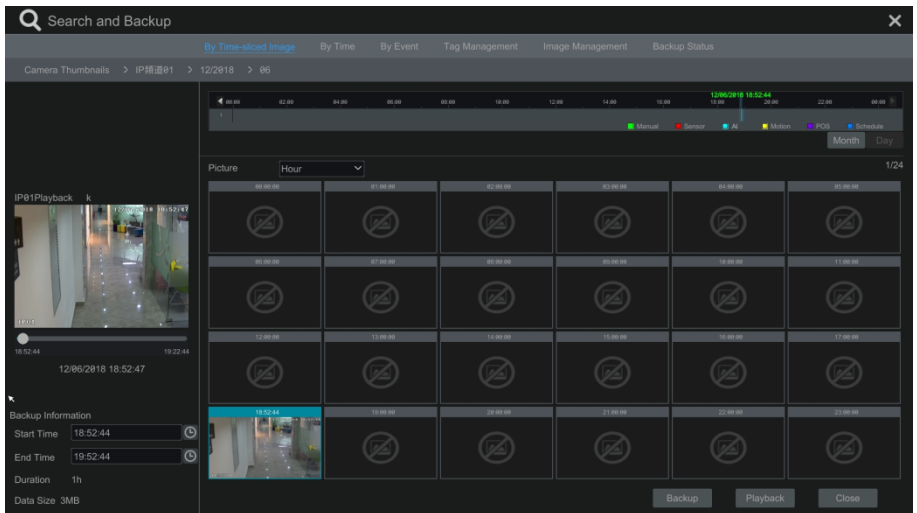 Search and Backup
By Time-sliced Image By Time By Event Tag Management Image Management Backup Status
Camera Thumbnails > IP頻道01 > 12/2018 > 06
12/06/2018 18:52:44
00:00 02:00 04:00 06:00 08:00 10:00 12:00 14:00 16:00 18:00 20:00 22:00 00:00
1
Manual Sensor AI Motion POS Schedule
Month Day
Picture Hour 1/24
00:00:00 01:00:00 02:00:00 03:00:00 04:00:00 05:00:00
06:00:00 07:00:00 08:00:00 09:00:00 10:00:00 11:00:00
12:00:00 13:00:00 14:00:00 15:00:00 16:00:00 17:00:00
18:52:44 19:00:00 20:00:00 21:00:00 22:00:00 23:00:00
IP01Playback k
12/06/2018 18:52:47
18:52:44 19:22:44
12/06/2018 18:52:47
Backup Information
Start Time 18:52:44
End Time 19:52:44
Duration 1h
Data Size 3MB
Backup Playback Close